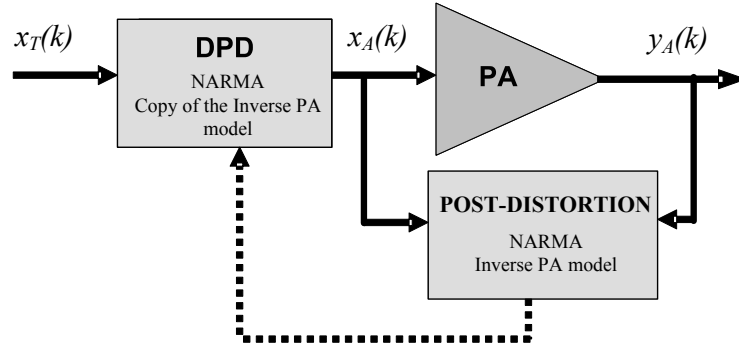 x_T(k)
DPD
NARMA
Copy of the Inverse PA
model
x_A(k)
PA
y_A(k)
POST-DISTORTION
NARMA
Inverse PA model